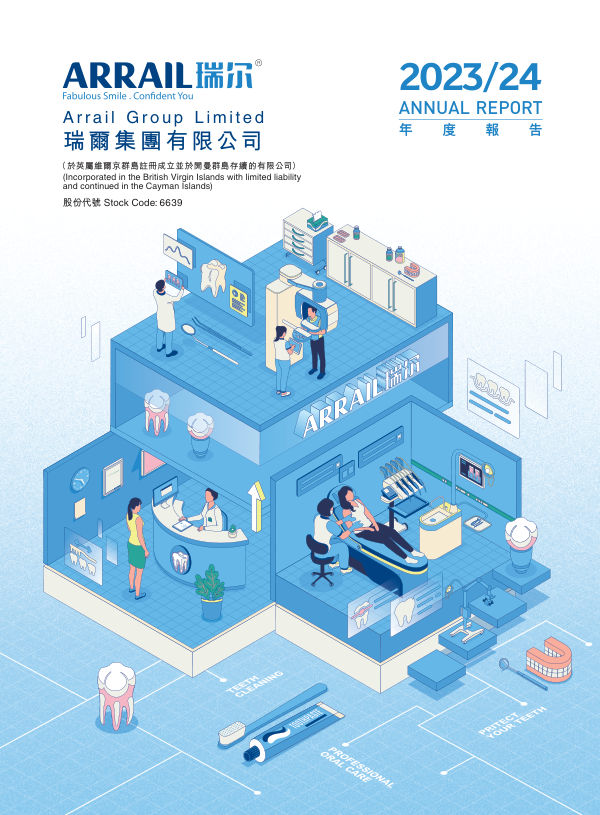 ARRAIL瑞尔®
Fabulous Smile . Confident You
Arrail Group Limited
瑞爾集團有限公司
(於英屬維爾京群島註冊成立並於開曼群島存續的有限公司)
(Incorporated in the British Virgin Islands with limited liability
and continued in the Cayman Islands)
股份代號 Stock Code: 6639
2023/24
ANNUAL REPORT
年度報告
ARRAIL瑞尔
TEETH
CLEANING
TOOTHPASTE
PROFESSIONAL
ORAL CARE
PRITECT
YOUR TEETH